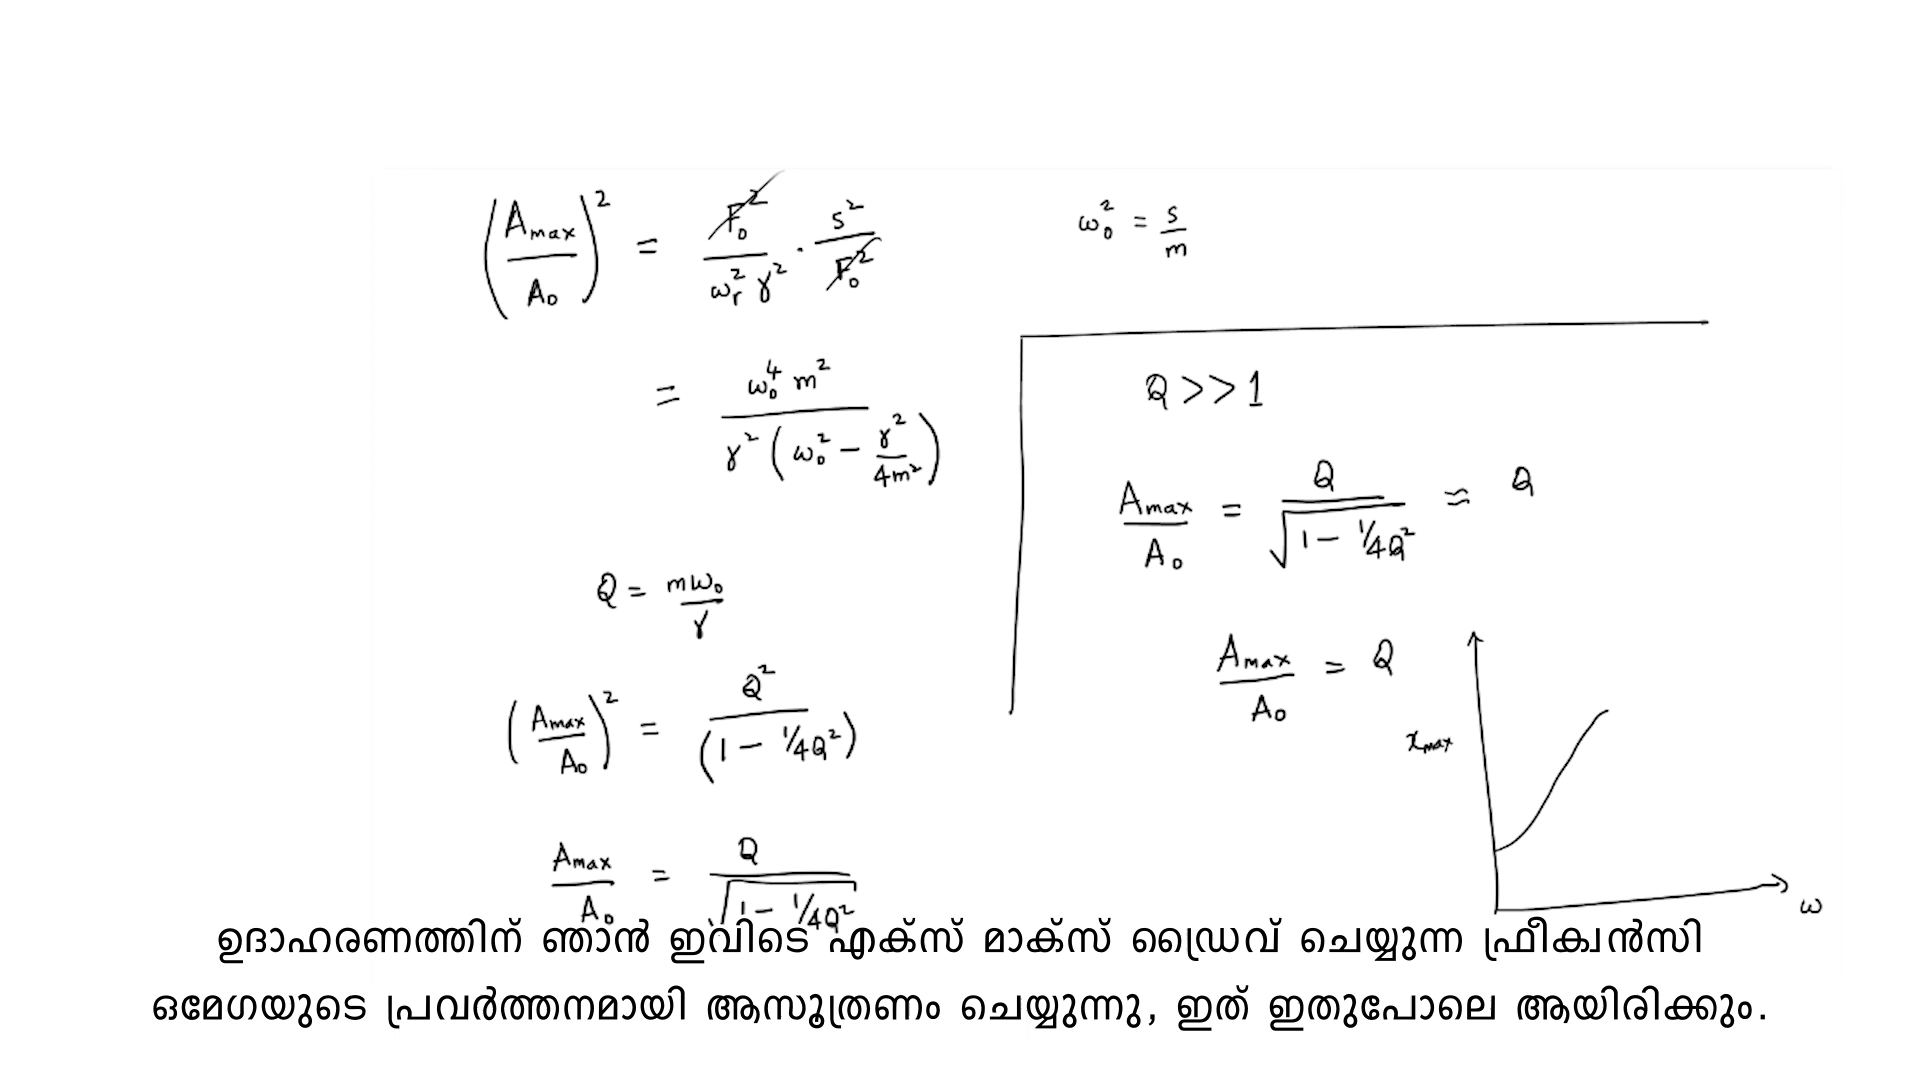 (Amax/A₀)² = F₀²/(ωᵣ² γ²) · s²/F₀²
= ω₀⁴ m² / (γ² (ω₀² − γ²/4m²))
Q = mω₀/γ
(Amax/A₀)² = Q²/(1 − 1/4Q²)
Amax/A₀ = Q/√(1 − 1/4Q²)
ω₀² = s/m
Q >> 1
Amax/A₀ = Q/√(1 − 1/4Q²) ≈ Q
Amax/A₀ = Q
xmax
ω
ഉദാഹരണത്തിന് ഞാൻ ഇവിടെ എക്സ് മാക്സ് ഡ്രൈവ് ചെയ്യുന്ന ഫ്രീക്വൻസി
ഒമേഗയുടെ പ്രവർത്തനമായി ആസൂത്രണം ചെയ്യുന്നു, ഇത് ഇതുപോലെ ആയിരിക്കും.